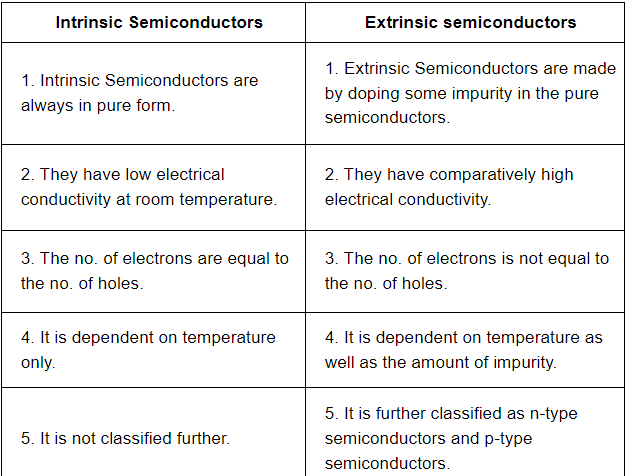 Intrinsic Semiconductors
Extrinsic semiconductors
1. Intrinsic Semiconductors are
always in pure form.
1. Extrinsic Semiconductors are made
by doping some impurity in the pure
semiconductors.
2. They have low electrical
conductivity at room temperature.
2. They have comparatively high
electrical conductivity.
3. The no. of electrons are equal to
the no. of holes.
3. The no. of electrons is not equal to
the no. of holes.
4. It is dependent on temperature
only.
4. It is dependent on temperature as
well as the amount of impurity.
5. It is not classified further.
5. It is further classified as n-type
semiconductors and p-type
semiconductors.